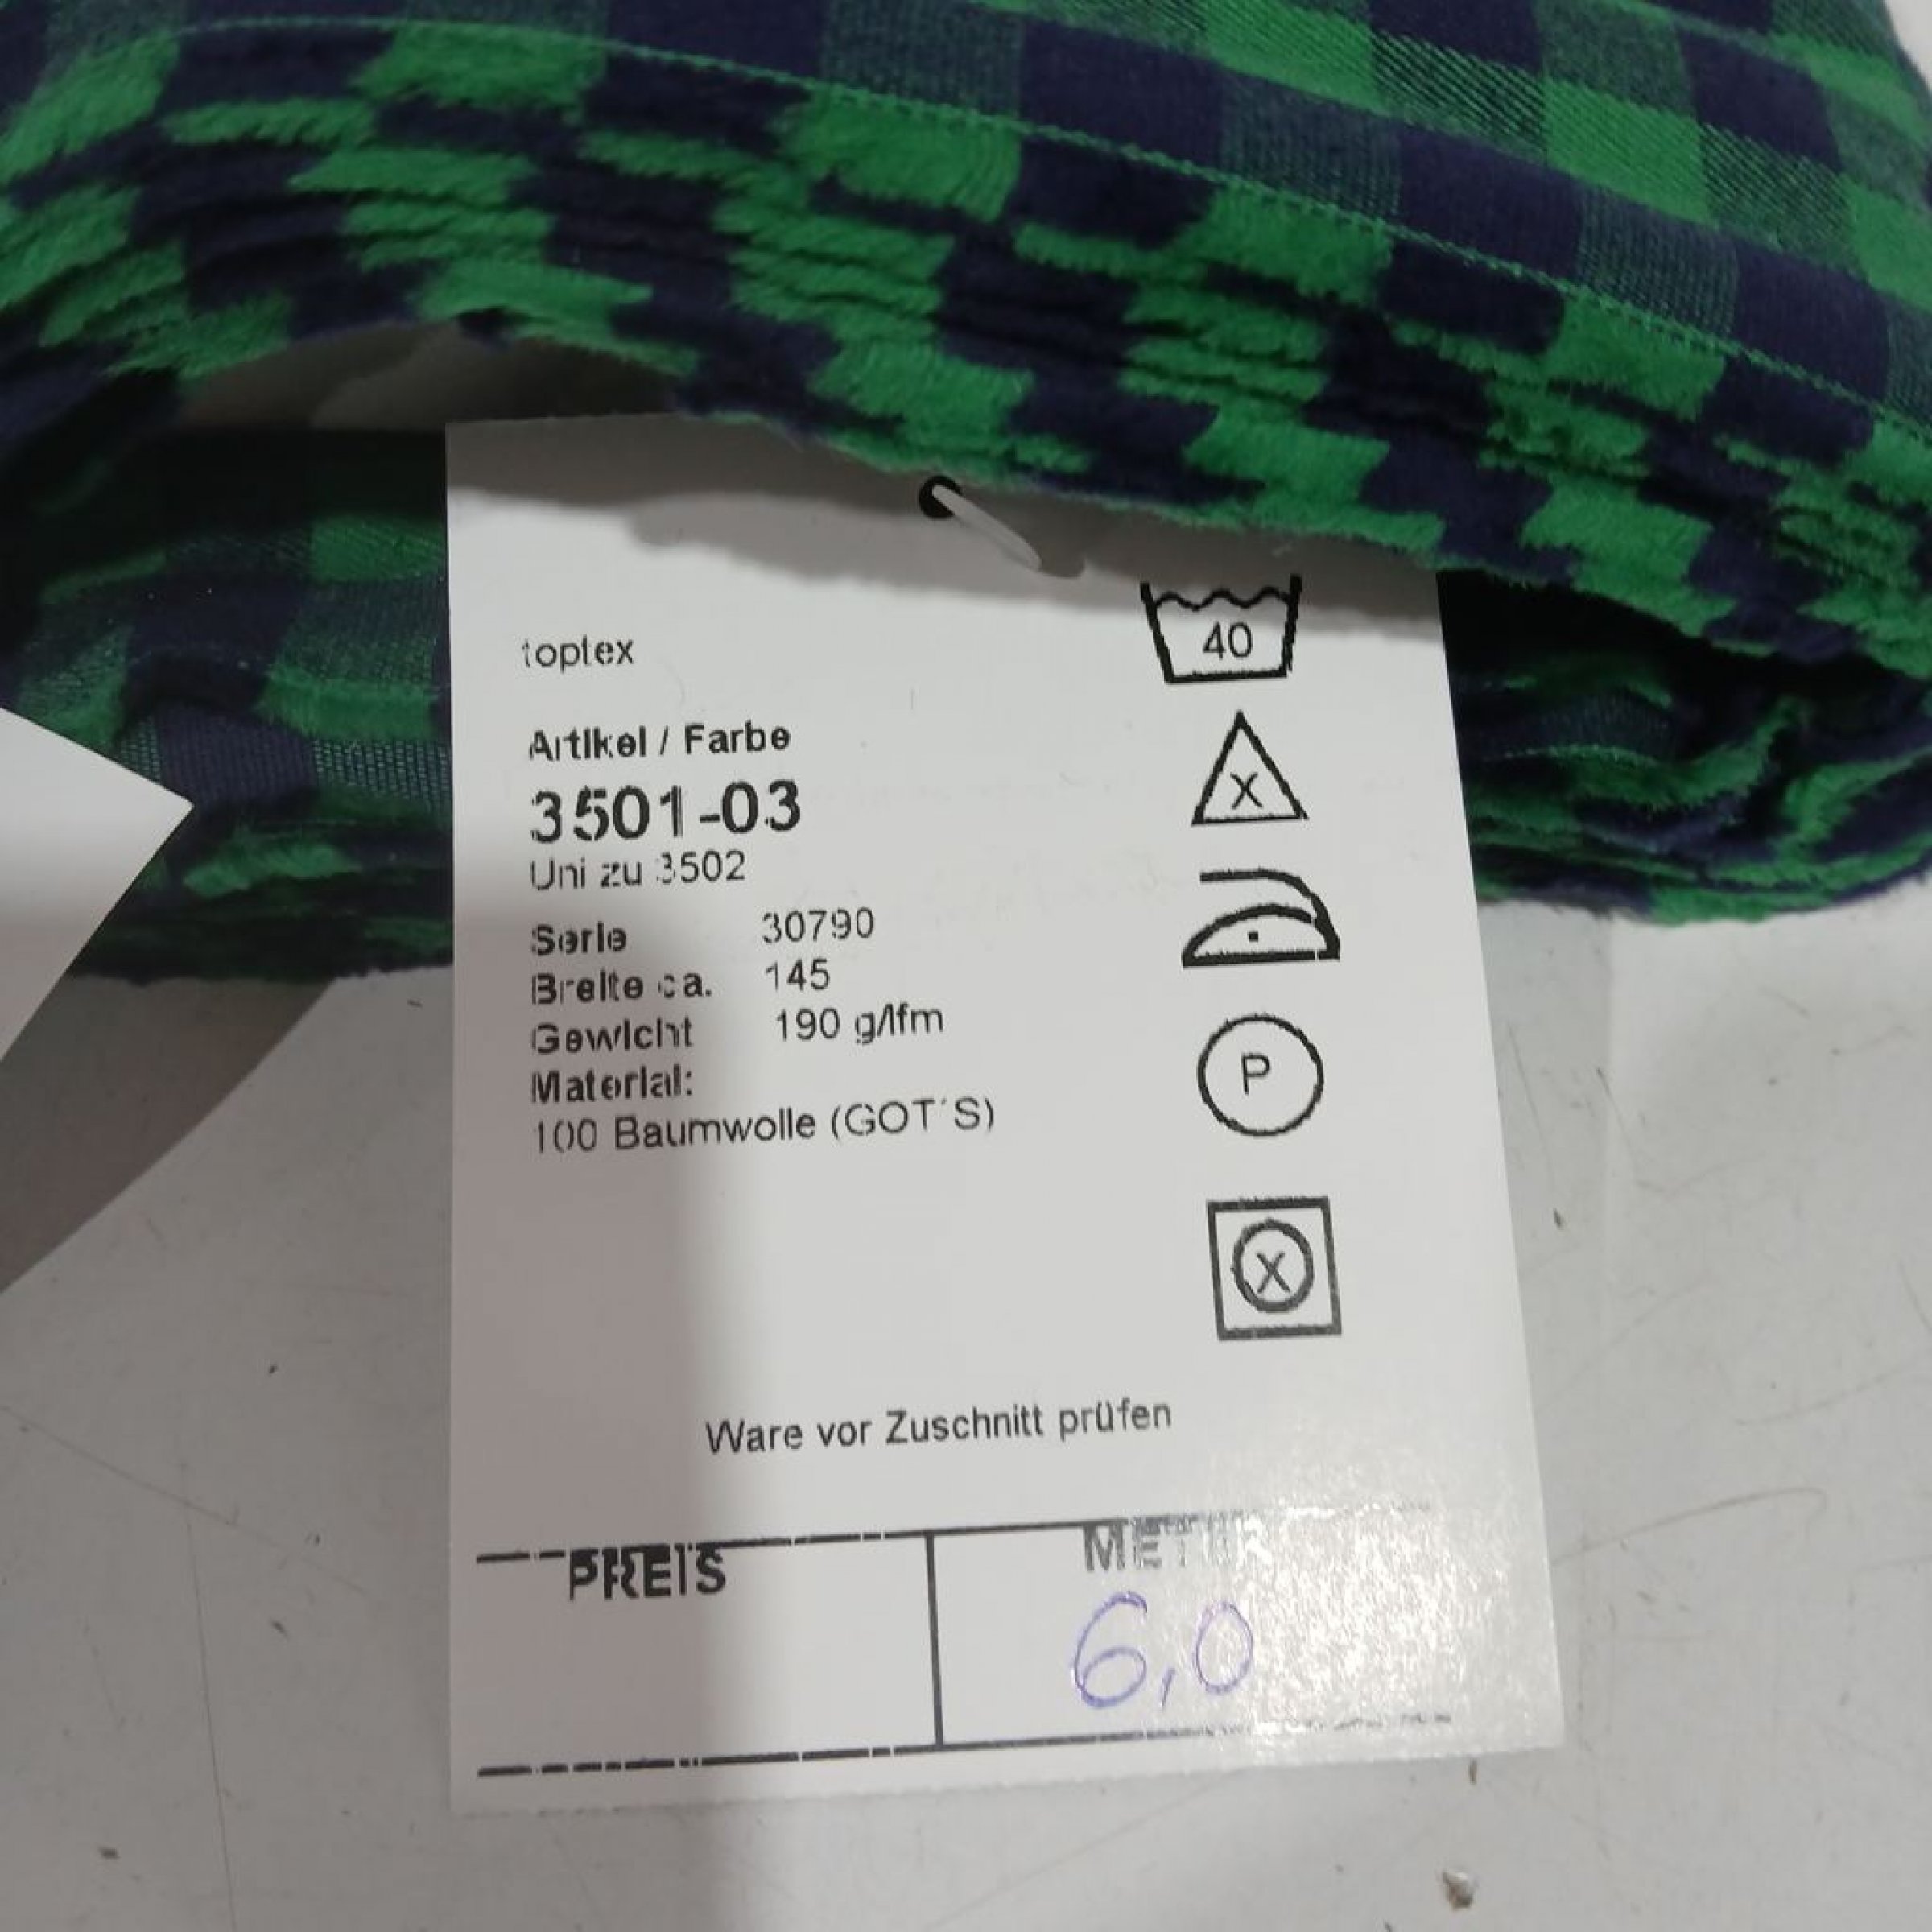 toptex
40
Artikel / Farbe
3501-03
Uni zu 3502
X
Serie 30790
Breite ca. 145
Gewicht 190 g/lfm
Material:
100 Baumwolle (GOT´S)
P
X
Ware vor Zuschnitt prüfen
PREIS METER
6,0